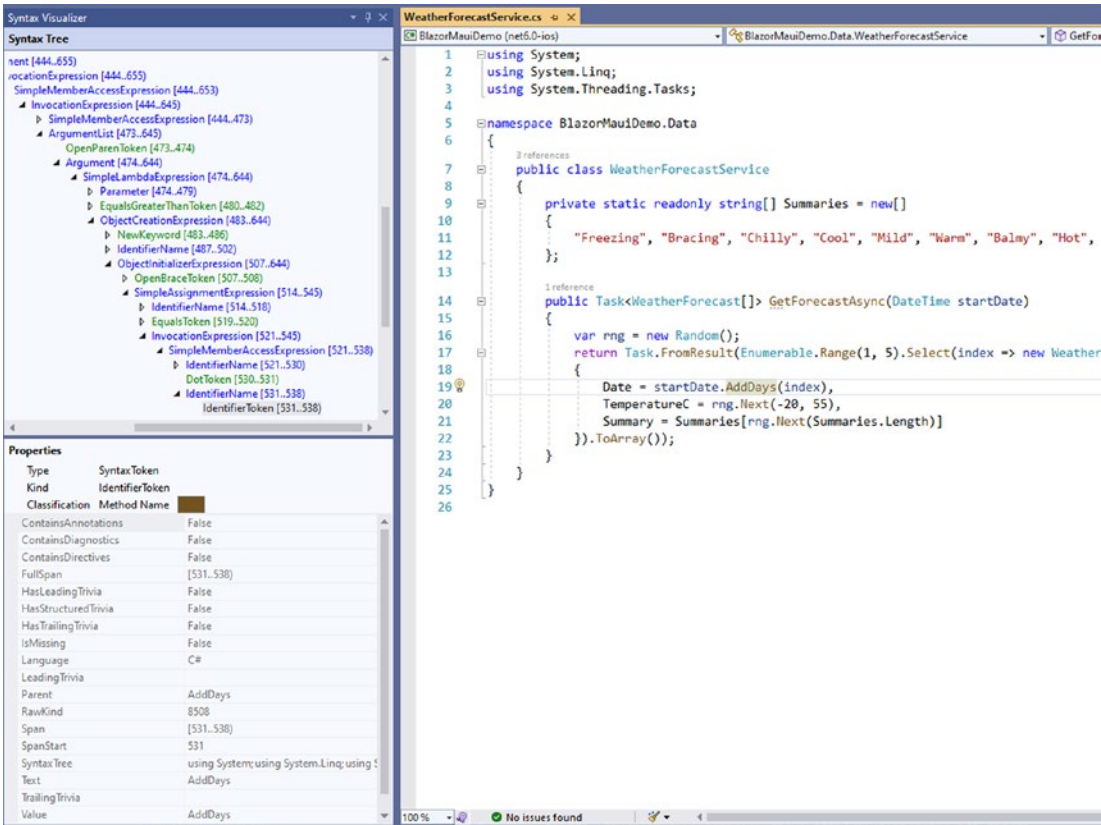 Syntax Visualizer
Syntax Tree
nent [444..655)
vocationExpression [444..655)
SimpleMemberAccessExpression [444..653)
InvocationExpression [444..645)
SimpleMemberAccessExpression [444..473)
ArgumentList [473..645)
OpenParenToken [473..474)
Argument [474..644)
SimpleLambdaExpression [474..644)
Parameter [474..479)
EqualsGreaterThanToken [480..482)
ObjectCreationExpression [483..644)
NewKeyword [483..486)
IdentifierName [487..502)
ObjectInitializerExpression [507..644)
OpenBraceToken [507..508)
SimpleAssignmentExpression [514..545)
IdentifierName [514..518)
EqualsToken [519..520)
InvocationExpression [521..545)
SimpleMemberAccessExpression [521..538)
IdentifierName [521..530)
DotToken [530..531)
IdentifierName [531..538)
IdentifierToken [531..538)
Properties
Type SyntaxToken
Kind IdentifierToken
Classification Method Name
ContainsAnnotations False
ContainsDiagnostics False
ContainsDirectives False
FullSpan [531..538)
HasLeadingTrivia False
HasStructuredTrivia False
HasTrailingTrivia False
IsMissing False
Language C#
LeadingTrivia
Parent AddDays
RawKind 8508
Span [531..538)
SpanStart 531
SyntaxTree using System;using System.Linq;using S
Text AddDays
TrailingTrivia
Value AddDays
WeatherForecastService.cs
BlazorMauiDemo (net6.0-ios) BlazorMauiDemo.Data.WeatherForecastService GetFor
1 using System;
2 using System.Linq;
3 using System.Threading.Tasks;
4
5 namespace BlazorMauiDemo.Data
6 {
3 references
7 public class WeatherForecastService
8 {
9 private static readonly string[] Summaries = new[]
10 {
11 "Freezing", "Bracing", "Chilly", "Cool", "Mild", "Warm", "Balmy", "Hot",
12 };
13
1 reference
14 public Task<WeatherForecast[]> GetForecastAsync(DateTime startDate)
15 {
16 var rng = new Random();
17 return Task.FromResult(Enumerable.Range(1, 5).Select(index => new Weather
18 {
19 Date = startDate.AddDays(index),
20 TemperatureC = rng.Next(-20, 55),
21 Summary = Summaries[rng.Next(Summaries.Length)]
22 }).ToArray());
23 }
24 }
25 }
26
100 % No issues found